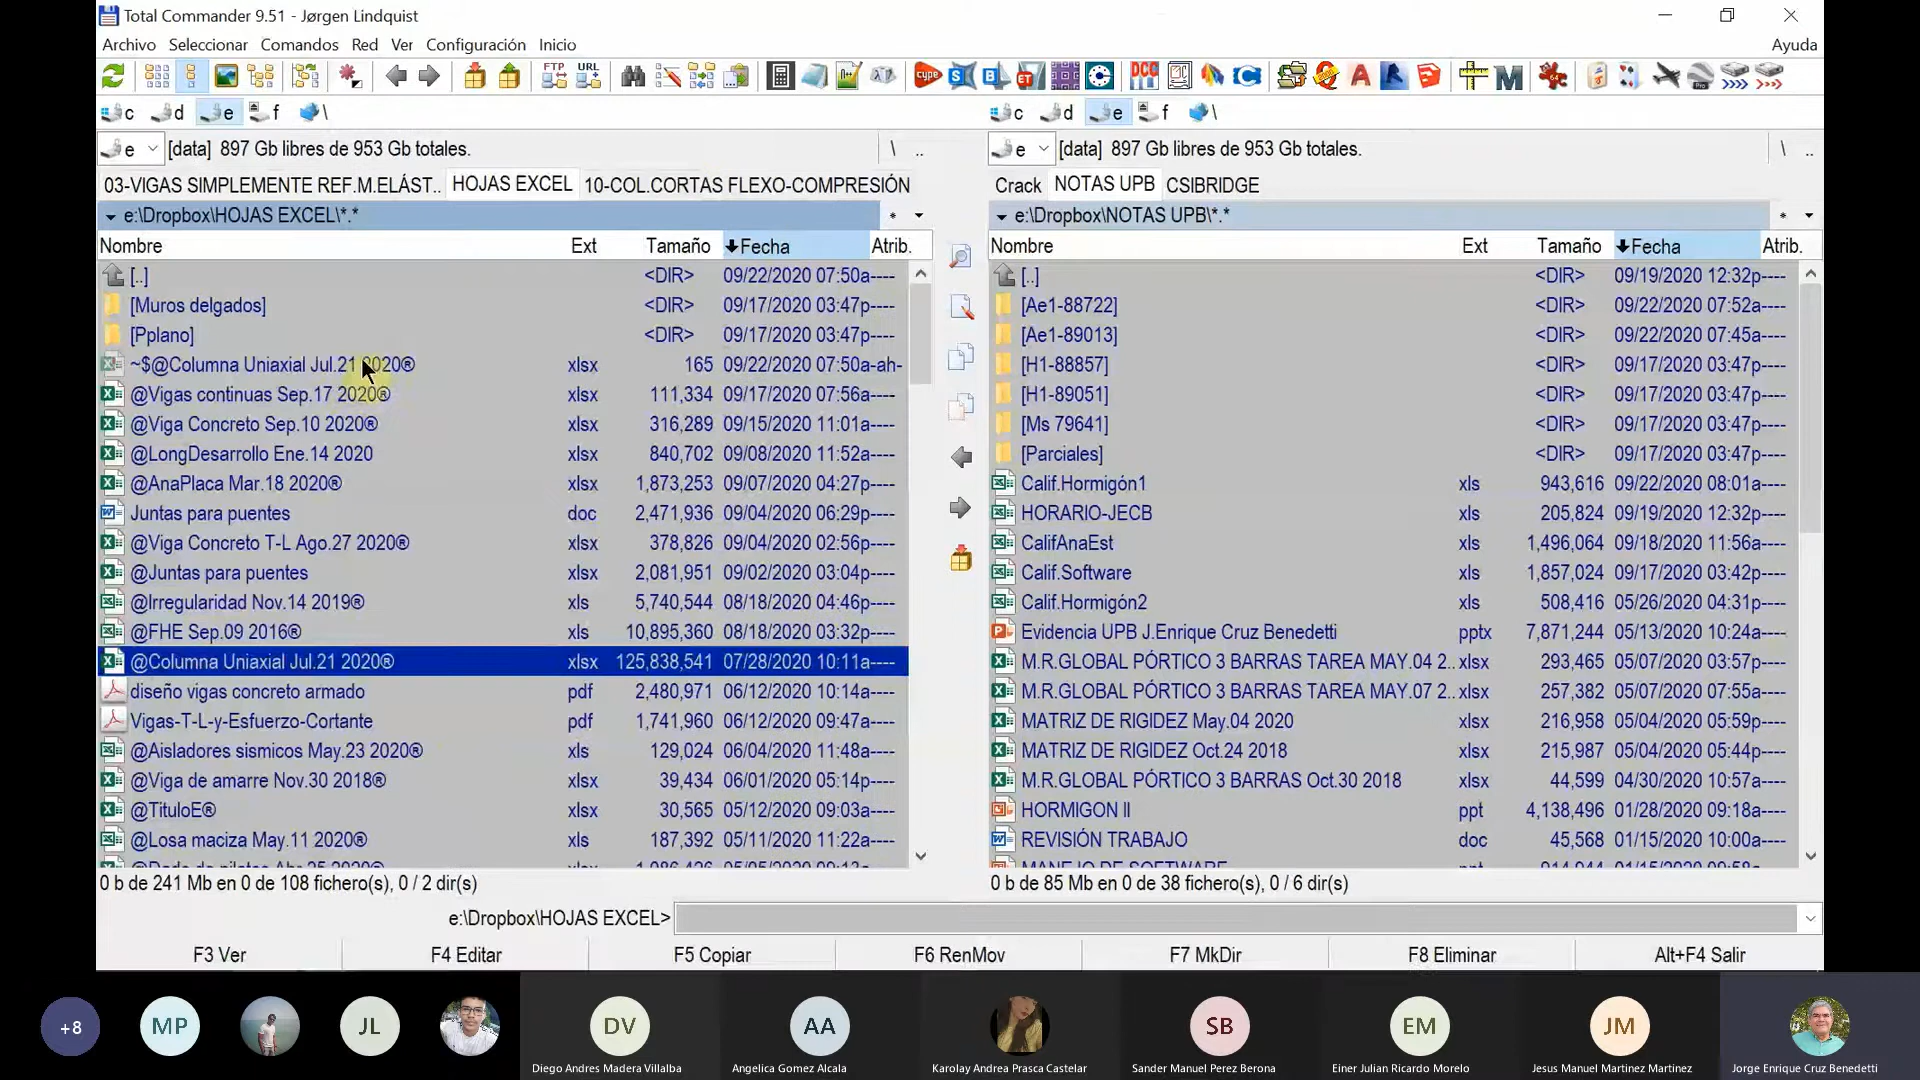 Total Commander 9.51 - Jørgen Lindquist
Archivo Seleccionar Comandos Red Ver Configuración Inicio Ayuda
FTP URL
c d e f \ c d e f \
e [data] 897 Gb libres de 953 Gb totales. \ .. e [data] 897 Gb libres de 953 Gb totales. \ ..
03-VIGAS SIMPLEMENTE REF.M.ELÁST.. HOJAS EXCEL 10-COL.CORTAS FLEXO-COMPRESIÓN Crack NOTAS UPB CSIBRIDGE
e:\Dropbox\HOJAS EXCEL\*.* * e:\Dropbox\NOTAS UPB\*.* *
Nombre Ext Tamaño Fecha Atrib. Nombre Ext Tamaño Fecha Atrib.
[..] <DIR> 09/22/2020 07:50a---- [..] <DIR> 09/19/2020 12:32p----
[Muros delgados] <DIR> 09/17/2020 03:47p---- [Ae1-88722] <DIR> 09/22/2020 07:52a----
[Pplano] <DIR> 09/17/2020 03:47p---- [Ae1-89013] <DIR> 09/22/2020 07:45a----
~$@Columna Uniaxial Jul.21 2020® xlsx 165 09/22/2020 07:50a-ah- [H1-88857] <DIR> 09/17/2020 03:47p----
@Vigas continuas Sep.17 2020® xlsx 111,334 09/17/2020 07:56a---- [H1-89051] <DIR> 09/17/2020 03:47p----
@Viga Concreto Sep.10 2020® xlsx 316,289 09/15/2020 11:01a---- [Ms 79641] <DIR> 09/17/2020 03:47p----
@LongDesarrollo Ene.14 2020 xlsx 840,702 09/08/2020 11:52a---- [Parciales] <DIR> 09/17/2020 03:47p----
@AnaPlaca Mar.18 2020® xlsx 1,873,253 09/07/2020 04:27p---- Calif.Hormigón1 xls 943,616 09/22/2020 08:01a----
Juntas para puentes doc 2,471,936 09/04/2020 06:29p---- HORARIO-JECB xls 205,824 09/19/2020 12:32p----
@Viga Concreto T-L Ago.27 2020® xlsx 378,826 09/04/2020 02:56p---- CalifAnaEst xls 1,496,064 09/18/2020 11:56a----
@Juntas para puentes xlsx 2,081,951 09/02/2020 03:04p---- Calif.Software xls 1,857,024 09/17/2020 03:42p----
@Irregularidad Nov.14 2019® xls 5,740,544 08/18/2020 04:46p---- Calif.Hormigón2 xls 508,416 05/26/2020 04:31p----
@FHE Sep.09 2016® xls 10,895,360 08/18/2020 03:32p---- Evidencia UPB J.Enrique Cruz Benedetti pptx 7,871,244 05/13/2020 10:24a----
@Columna Uniaxial Jul.21 2020® xlsx 125,838,541 07/28/2020 10:11a---- M.R.GLOBAL PÓRTICO 3 BARRAS TAREA MAY.04 2.. xlsx 293,465 05/07/2020 03:57p----
diseño vigas concreto armado pdf 2,480,971 06/12/2020 10:14a---- M.R.GLOBAL PÓRTICO 3 BARRAS TAREA MAY.07 2.. xlsx 257,382 05/07/2020 07:55a----
Vigas-T-L-y-Esfuerzo-Cortante pdf 1,741,960 06/12/2020 09:47a---- MATRIZ DE RIGIDEZ May.04 2020 xlsx 216,958 05/04/2020 05:59p----
@Aisladores sismicos May.23 2020® xls 129,024 06/04/2020 11:48a---- MATRIZ DE RIGIDEZ Oct.24 2018 xlsx 215,987 05/04/2020 05:44p----
@Viga de amarre Nov.30 2018® xlsx 39,434 06/01/2020 05:14p---- M.R.GLOBAL PÓRTICO 3 BARRAS Oct.30 2018 xlsx 44,599 04/30/2020 10:57a----
@TituloE® xlsx 30,565 05/12/2020 09:03a---- HORMIGON II ppt 4,138,496 01/28/2020 09:18a----
@Losa maciza May.11 2020® xls 187,392 05/11/2020 11:22a---- REVISIÓN TRABAJO doc 45,568 01/15/2020 10:00a----
0 b de 241 Mb en 0 de 108 fichero(s), 0 / 2 dir(s) 0 b de 85 Mb en 0 de 38 fichero(s), 0 / 6 dir(s)
e:\Dropbox\HOJAS EXCEL>
F3 Ver F4 Editar F5 Copiar F6 RenMov F7 MkDir F8 Eliminar Alt+F4 Salir
+8 MP JL DV AA SB EM JM
Diego Andres Madera Villalba Angelica Gomez Alcala Karolay Andrea Prasca Castelar Sander Manuel Perez Berona Einer Julian Ricardo Morelo Jesus Manuel Martinez Martinez Jorge Enrique Cruz Benedetti